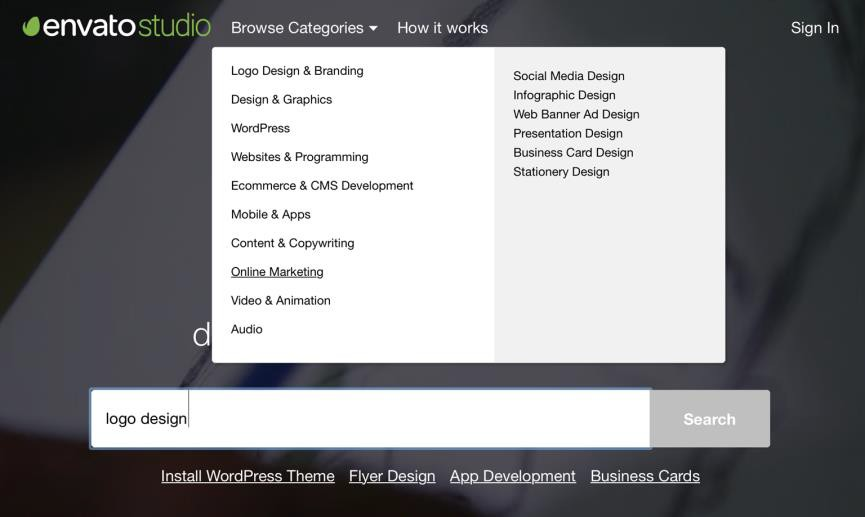 envatostudio
Browse Categories
How it works
Sign In
Logo Design & Branding
Design & Graphics
WordPress
Websites & Programming
Ecommerce & CMS Development
Mobile & Apps
Content & Copywriting
Online Marketing
Video & Animation
Audio
Social Media Design
Infographic Design
Web Banner Ad Design
Presentation Design
Business Card Design
Stationery Design
d
logo design
Search
Install WordPress Theme
Flyer Design
App Development
Business Cards